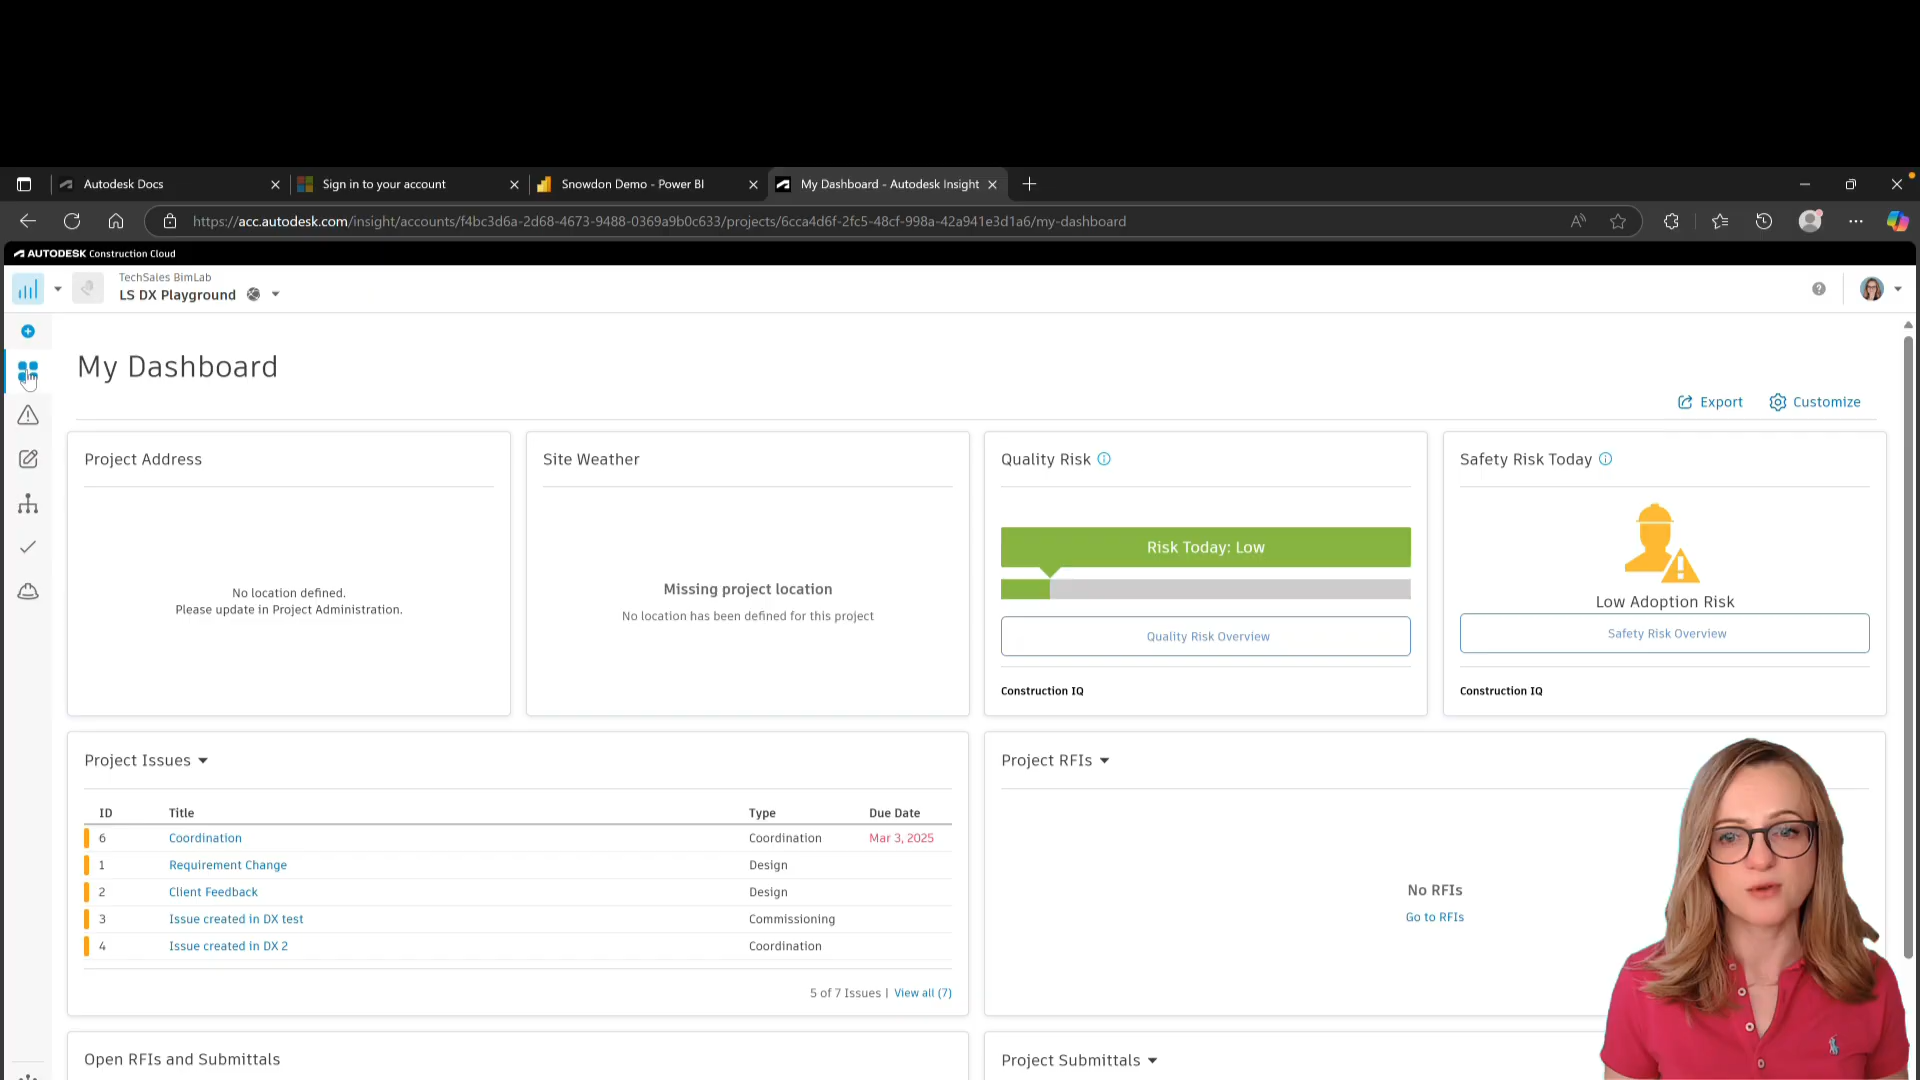 Autodesk Docs
Sign in to your account
Snowdon Demo - Power BI
My Dashboard - Autodesk Insight
https://acc.autodesk.com/insight/accounts/f4bc3d6a-2d68-4673-9488-0369a9b0c633/projects/6cca4d6f-2fc5-48cf-998a-42a941e3d1a6/my-dashboard
AUTODESK Construction Cloud
TechSales BimLab
LS DX Playground
My Dashboard
Export
Customize
Project Address
No location defined.
Please update in Project Administration.
Site Weather
Missing project location
No location has been defined for this project
Quality Risk
Risk Today: Low
Quality Risk Overview
Construction IQ
Safety Risk Today
Low Adoption Risk
Safety Risk Overview
Construction IQ
Project Issues
ID Title Type Due Date
6 Coordination Coordination Mar 3, 2025
1 Requirement Change Design
2 Client Feedback Design
3 Issue created in DX test Commissioning
4 Issue created in DX 2 Coordination
5 of 7 Issues | View all (7)
Project RFIs
No RFIs
Go to RFIs
Open RFIs and Submittals
Project Submittals